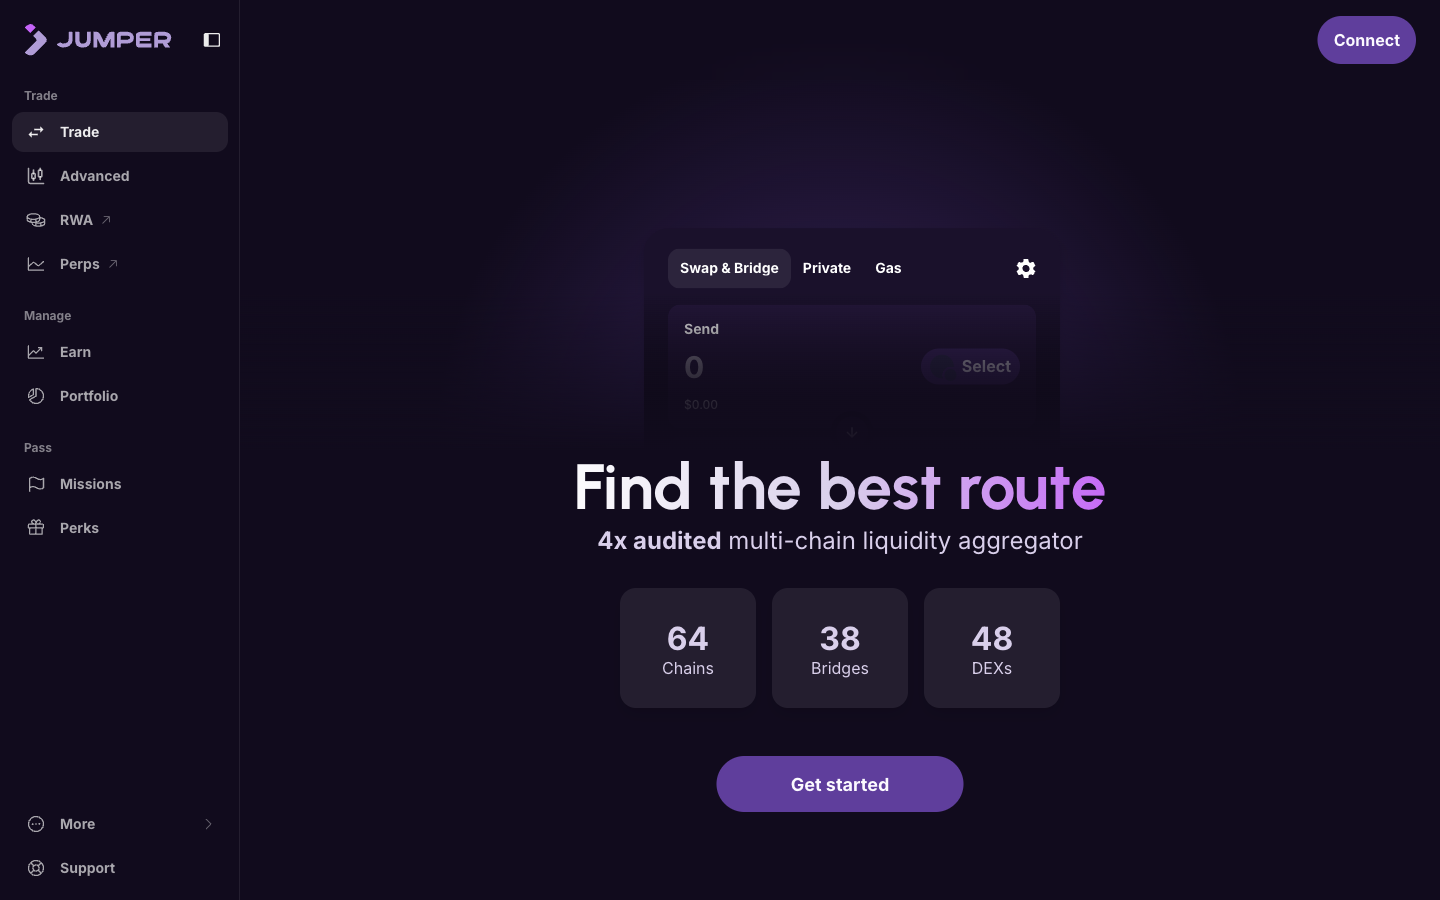 JUMPER
Connect
Trade
Trade
Advanced
RWA
Perps
Manage
Earn
Portfolio
Pass
Missions
Perks
More
Support
Swap & Bridge
Private
Gas
Send
0
Select
$0.00
Find the best route
4x audited multi-chain liquidity aggregator
64
Chains
38
Bridges
48
DEXs
Get started